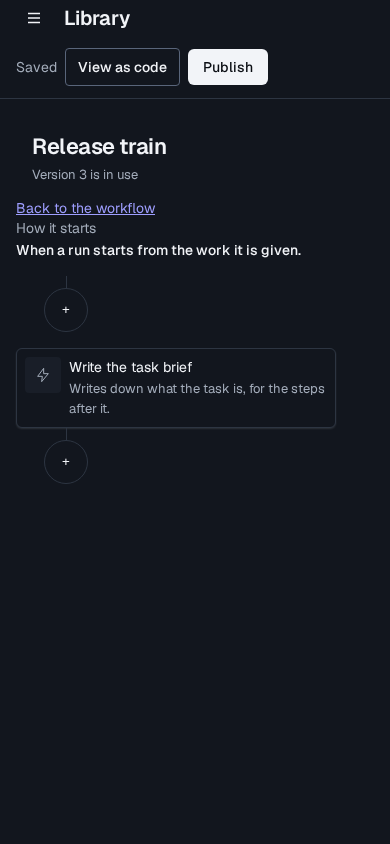 Library
Saved
View as code
Publish
Release train
Version 3 is in use
Back to the workflow
How it starts
When a run starts from the work it is given.
+
Write the task brief
Writes down what the task is, for the steps
after it.
+